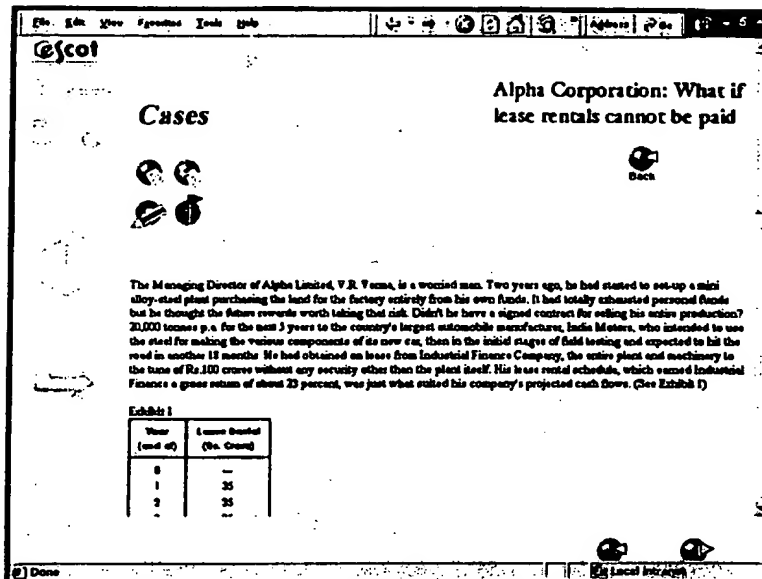 File Edit View Favorites Tools Help Address Go
eScot
Cases
Alpha Corporation: What if
lease rentals cannot be paid
Back
The Managing Director of Alpha Limited, V.R. Varma, is a worried man. Two years ago, he had started to set-up a mini
alloy-steel plant purchasing the land for the factory entirely from his own funds. It had totally exhausted personal funds
but he thought the future rewards worth taking that risk. Didn't he have a signed contract for selling his entire production?
20,000 tonnes p.a. for the next 5 years to the country's largest automobile manufacturer, India Motors, who intended to use
the steel for making the various components of its new car, then in the initial stages of field testing and expected to hit the
road in another 18 months. He had obtained on lease from Industrial Finance Company, the entire plant and machinery to
the tune of Rs.100 crores without any security other than the plant itself. His lease rental schedule, which earned Industrial
Finance a gross return of about 23 percent, was just what suited his company's projected cash flows. (See Exhibit 1)
Exhibit 1
Year Lease Rental
(end of) (Rs. Crore)
0 —
1 35
2 35
Done Local intranet